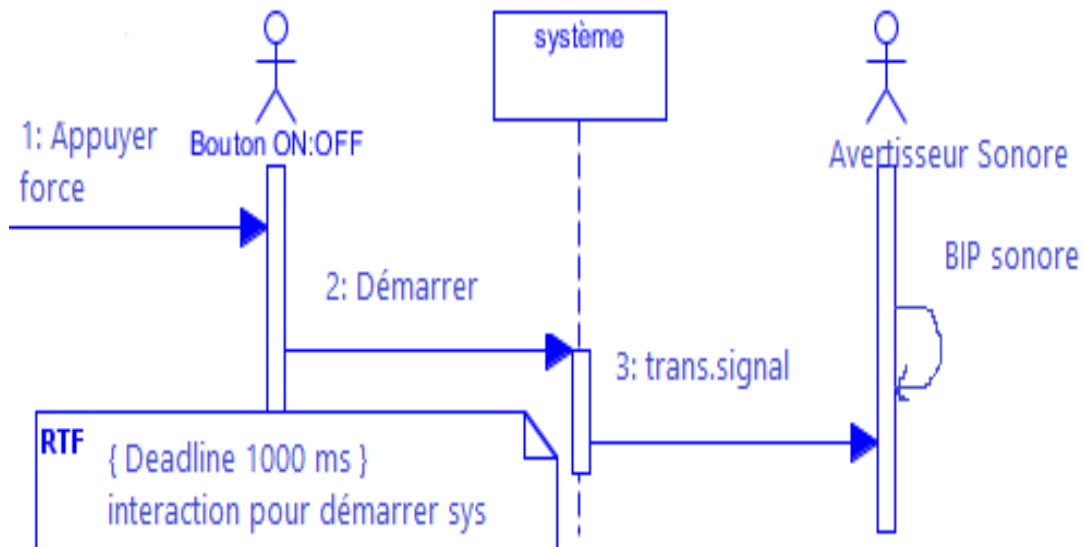 système
1: Appuyer
force
Bouton ON:OFF
Avertisseur Sonore
BIP sonore
2: Démarrer
3: trans.signal
RTF
{ Deadline 1000 ms }
interaction pour démarrer sys